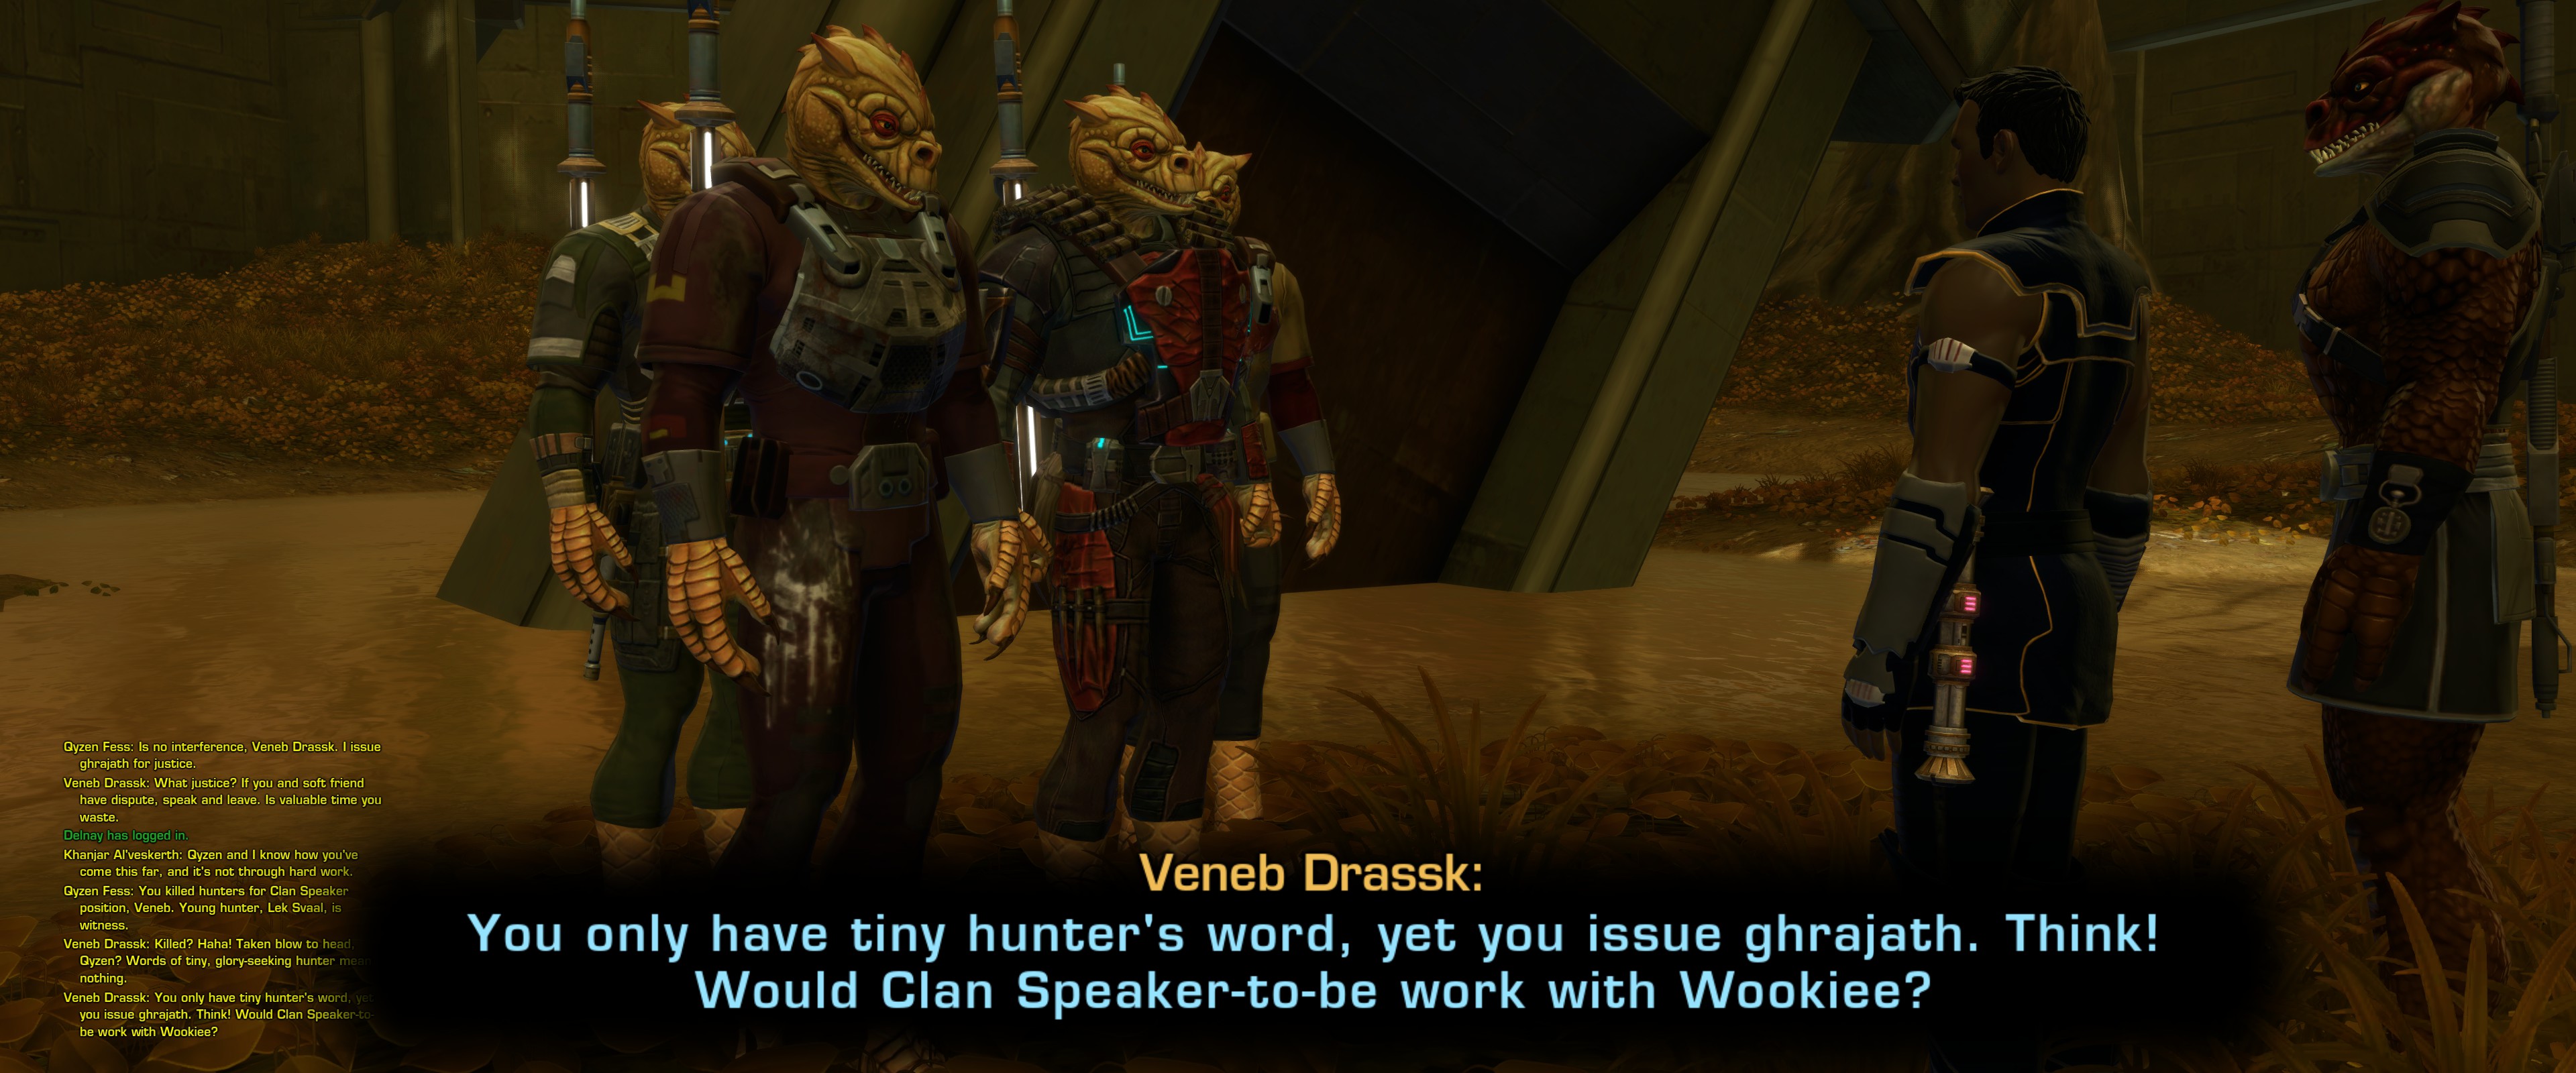 Qyzen Fess: Is no interference, Veneb Drassk. I issue
ghrajath for justice.
Veneb Drassk: What justice? If you and soft friend
have dispute, speak and leave. Is valuable time you
waste.
Delnay has logged in.
Khanjar Al'veskerth: Qyzen and I know how you've
come this far, and it's not through hard work.
Qyzen Fess: You killed hunters for Clan Speaker
position, Veneb. Young hunter, Lek Svaal, is
witness.
Veneb Drassk: Killed? Haha! Taken blow to head,
Qyzen? Words of tiny, glory-seeking hunter mean
nothing.
Veneb Drassk: You only have tiny hunter's word, yet
you issue ghrajath. Think! Would Clan Speaker-to-
be work with Wookiee?
Veneb Drassk:
You only have tiny hunter's word, yet you issue ghrajath. Think!
Would Clan Speaker-to-be work with Wookiee?